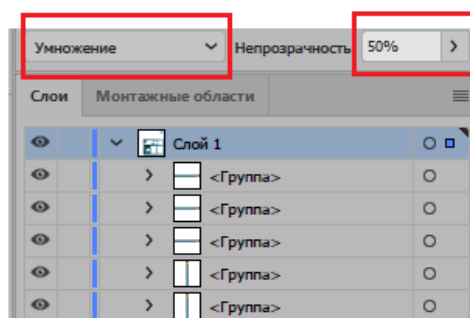 Умножение Непрозрачность 50%
Слои Монтажные области
Слой 1
<Группа>
<Группа>
<Группа>
<Группа>
<Группа>